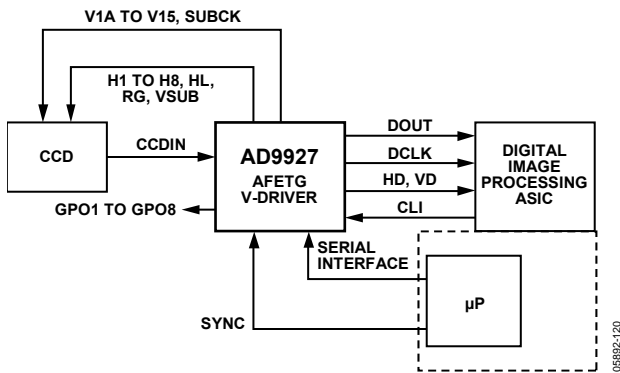 V1A TO V15, SUBCK
H1 TO H8, HL,
RG, VSUB
CCD
CCDIN
AD9927
AFETG
V-DRIVER
DOUT
DCLK
HD, VD
CLI
DIGITAL
IMAGE
PROCESSING
ASIC
GPO1 TO GPO8
SERIAL
INTERFACE
µP
SYNC
05892-120